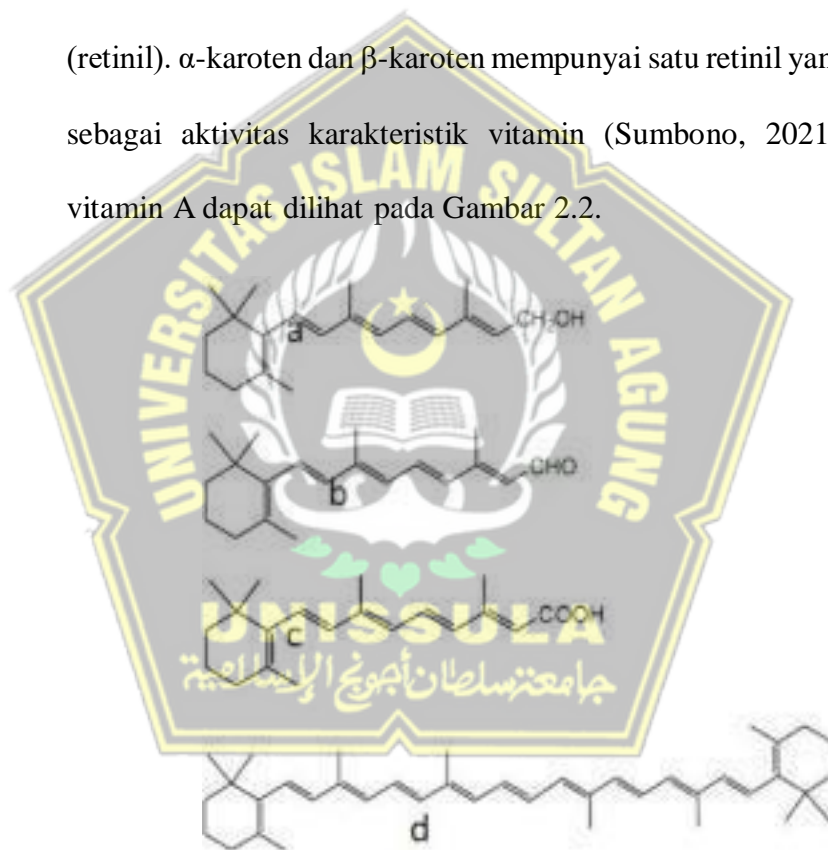 (retinil). α-karoten dan β-karoten mempunyai satu retinil yan
sebagai aktivitas karakteristik vitamin (Sumbono, 2021
vitamin A dapat dilihat pada Gambar 2.2.
UNIVERSITAS ISLAM SULTAN AGUNG
a
CH₂OH
b
CHO
c
COOH
UNISSULA
جامعتنسلطان أجونج الإسلامية
d